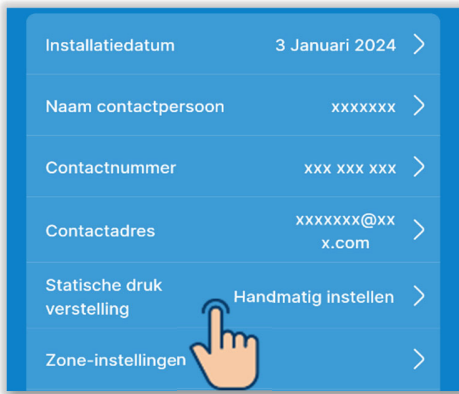 Installatiedatum 3 Januari 2024
Naam contactpersoon xxxxxxx
Contactnummer xxx xxx xxx
Contactadres xxxxxxx@xx
x.com
Statische druk
verstelling Handmatig instellen
Zone-instellingen